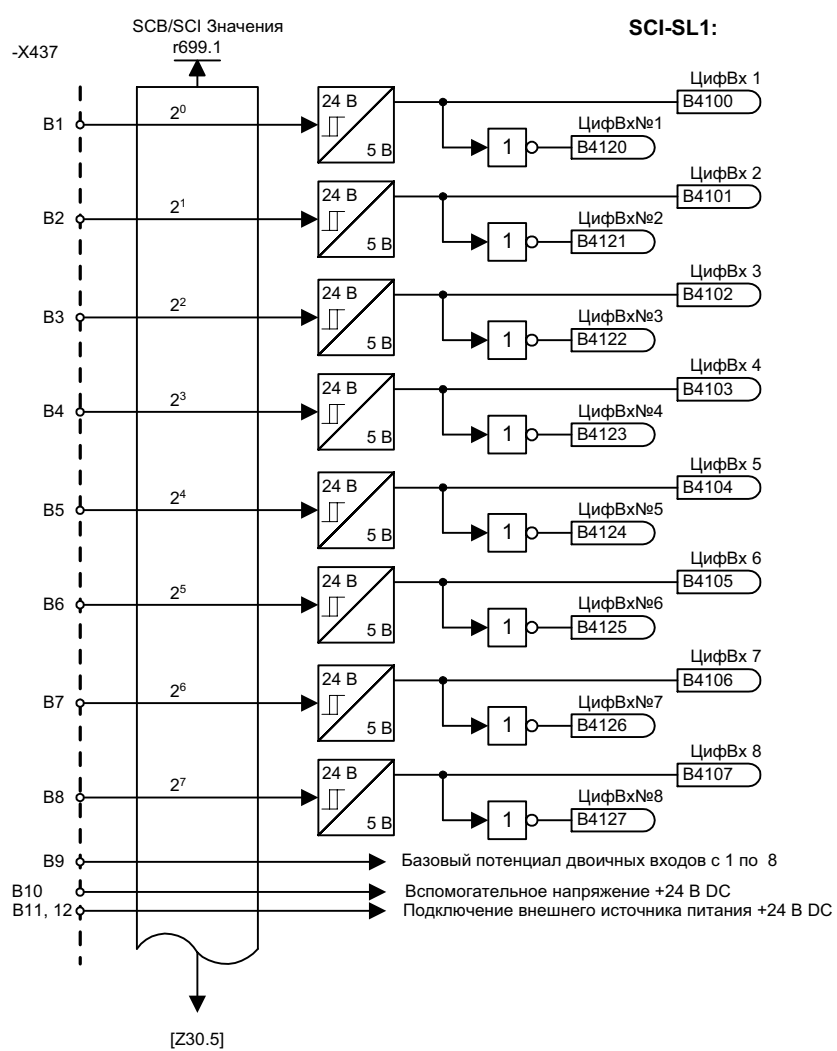 SCB/SCI Значения
r699.1
SCI-SL1:
-X437
B1
2⁰
24 В
5 В
1
ЦифВх 1
B4100
ЦифВх№1
B4120
B2
2¹
24 В
5 В
1
ЦифВх 2
B4101
ЦифВх№2
B4121
B3
2²
24 В
5 В
1
ЦифВх 3
B4102
ЦифВх№3
B4122
B4
2³
24 В
5 В
1
ЦифВх 4
B4103
ЦифВх№4
B4123
B5
2⁴
24 В
5 В
1
ЦифВх 5
B4104
ЦифВх№5
B4124
B6
2⁵
24 В
5 В
1
ЦифВх 6
B4105
ЦифВх№6
B4125
B7
2⁶
24 В
5 В
1
ЦифВх 7
B4106
ЦифВх№7
B4126
B8
2⁷
24 В
5 В
1
ЦифВх 8
B4107
ЦифВх№8
B4127
B9 Базовый потенциал двоичных входов с 1 по 8
B10 Вспомогательное напряжение +24 В DC
B11, 12 Подключение внешнего источника питания +24 В DC
[Z30.5]